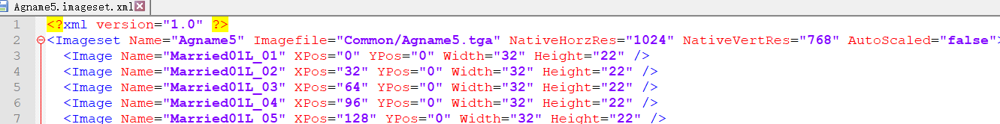 Agname5.imageset.xml
1 <?xml version="1.0" ?>
2 <Imageset Name="Agname5" Imagefile="Common/Agname5.tga" NativeHorzRes="1024" NativeVertRes="768" AutoScaled="false">
3 <Image Name="Married01L_01" XPos="0" YPos="0" Width="32" Height="22" />
4 <Image Name="Married01L_02" XPos="32" YPos="0" Width="32" Height="22" />
5 <Image Name="Married01L_03" XPos="64" YPos="0" Width="32" Height="22" />
6 <Image Name="Married01L_04" XPos="96" YPos="0" Width="32" Height="22" />
7 <Image Name="Married01L_05" XPos="128" YPos="0" Width="32" Height="22" />